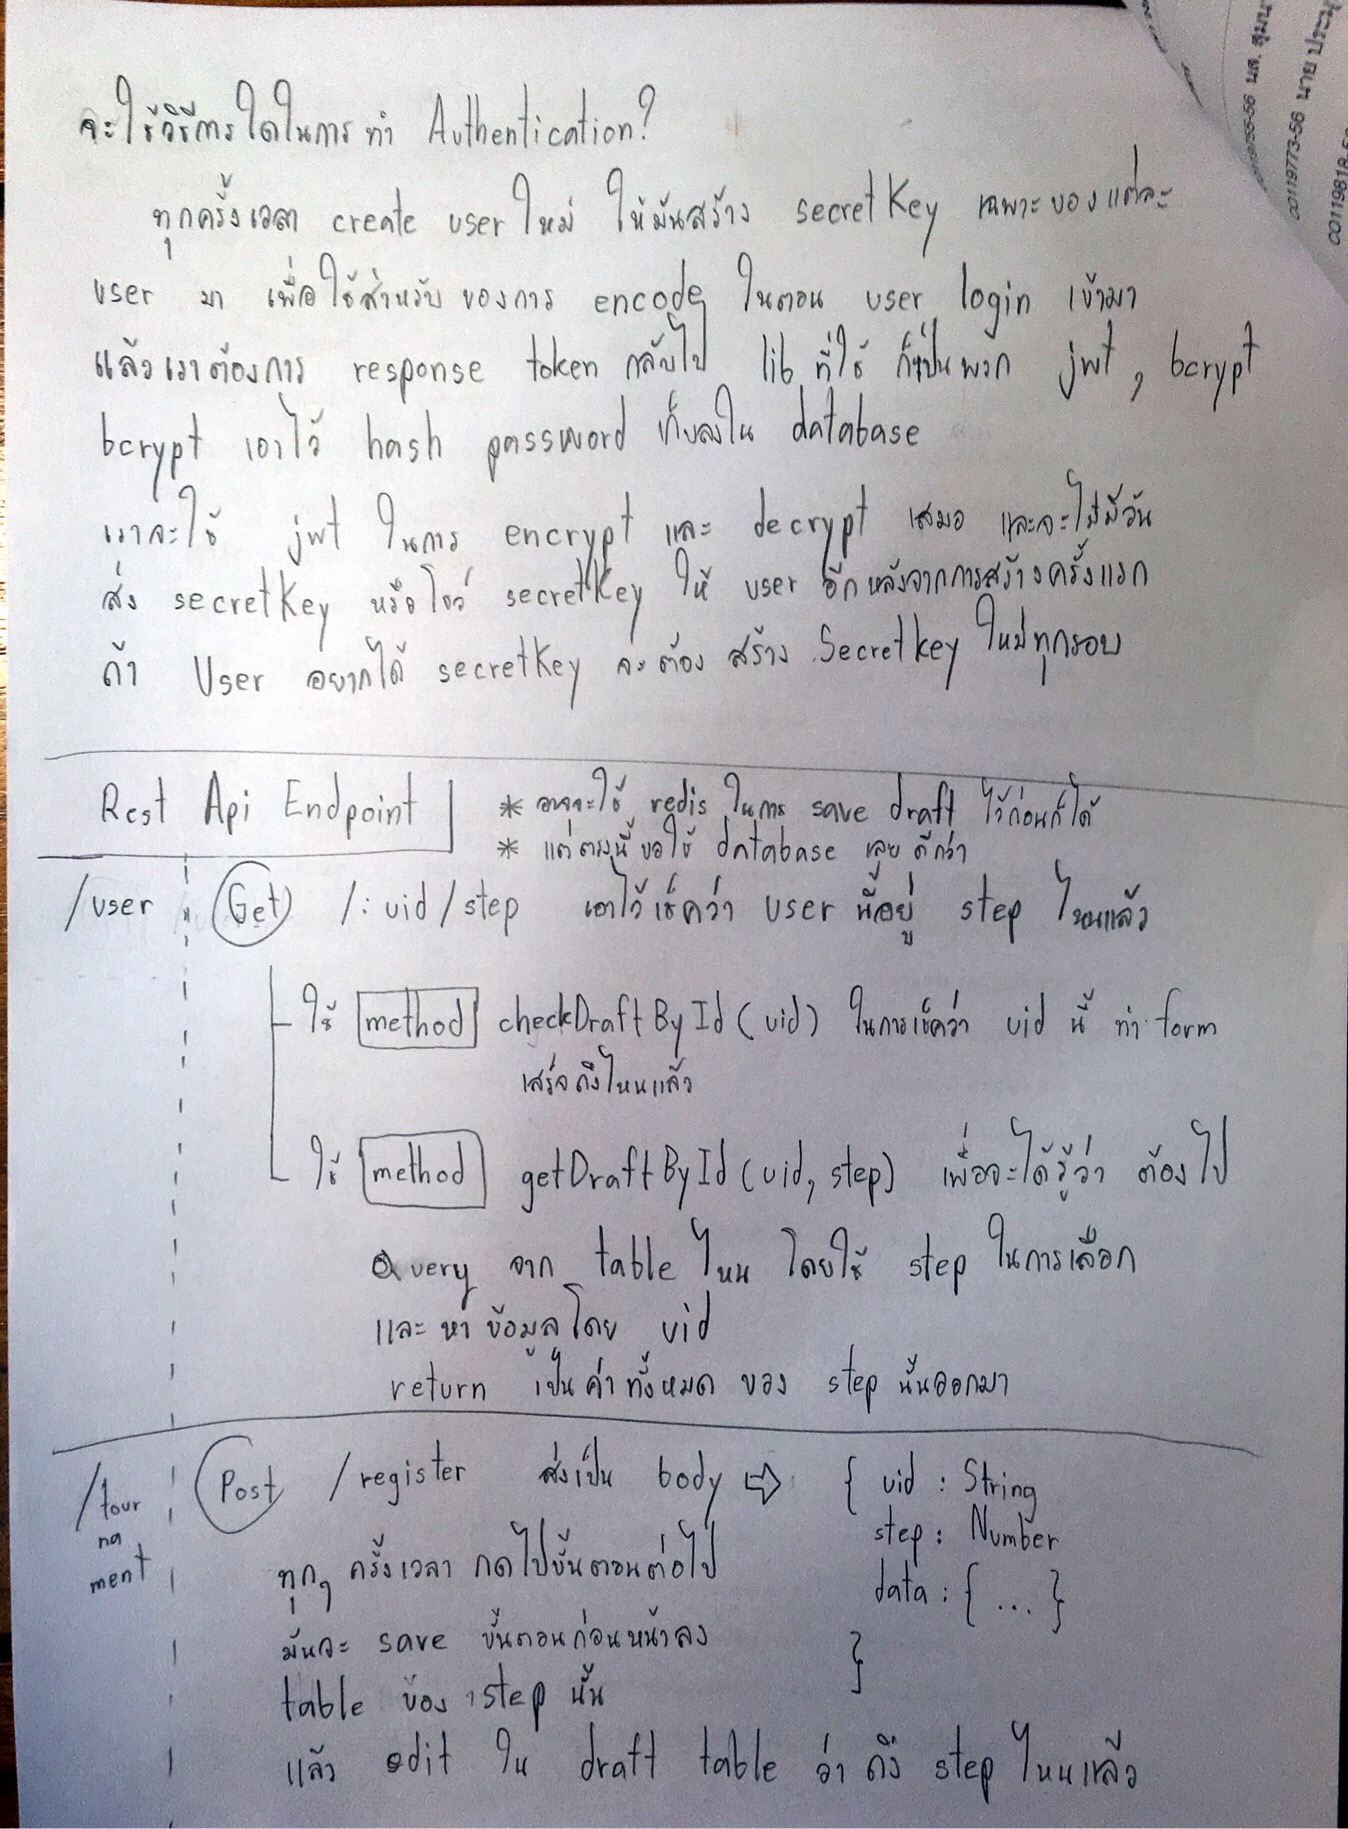 จะใช้วิธีการใดในการทำ Authentication?
ทุกครั้งเวลา create user ใหม่ ให้มันสร้าง secretKey เฉพาะของแต่ละ
user มา เพื่อใช้สำหรับของการ encode ในตอน user login เข้ามา
แล้วเราต้องการ response token กลับไป lib ที่ใช้ ก็จะเป็นพวก jwt, bcrypt
bcrypt เอาไว้ hash password เก็บลงใน database
เราจะใช้ jwt ในการ encrypt และ decrypt เสมอ และจะไม่มีวัน
ส่ง secretKey หรือโชว์ secretKey ให้ user อีกหลังจากการสร้างครั้งแรก
ถ้า User อยากได้ secretKey จะต้อง สร้าง Secretkey ใหม่ทุกรอบ
Rest Api Endpoint
* อาจจะใช้ redis ในการ save draft ไว้ก่อนก็ได้
* แต่ตรงนี้ขอใช้ database เลย ดีกว่า
/user Get /:uid/step เอาไว้เช็คว่า user นี้อยู่ step ไหนแล้ว
ใช้ method checkDraftById(uid) ในการเช็คว่า uid นี้ ทำ form
เสร็จถึงไหนแล้ว
ใช้ method getDraftById(uid, step) เพื่อจะได้รู้ว่า ต้องไป
Query จาก table ไหน โดยใช้ step ในการเลือก
และ หา ข้อมูลโดย uid
return เป็นค่าทั้งหมด ของ step นั้นออกมา
/tour
na
ment
Post /register ส่งเป็น body ⇨ { uid : String
step : Number
data : { ... }
}
ทุกๆ ครั้งเวลา กดไปขั้นตอนต่อไป
มันจะ save ขั้นตอนก่อนหน้าลง
table ของ step นั้น
แล้ว edit ใน draft table ว่า ถึง step ไหนแล้ว
นส. สุมน
00119773-56 นาย ประมุ